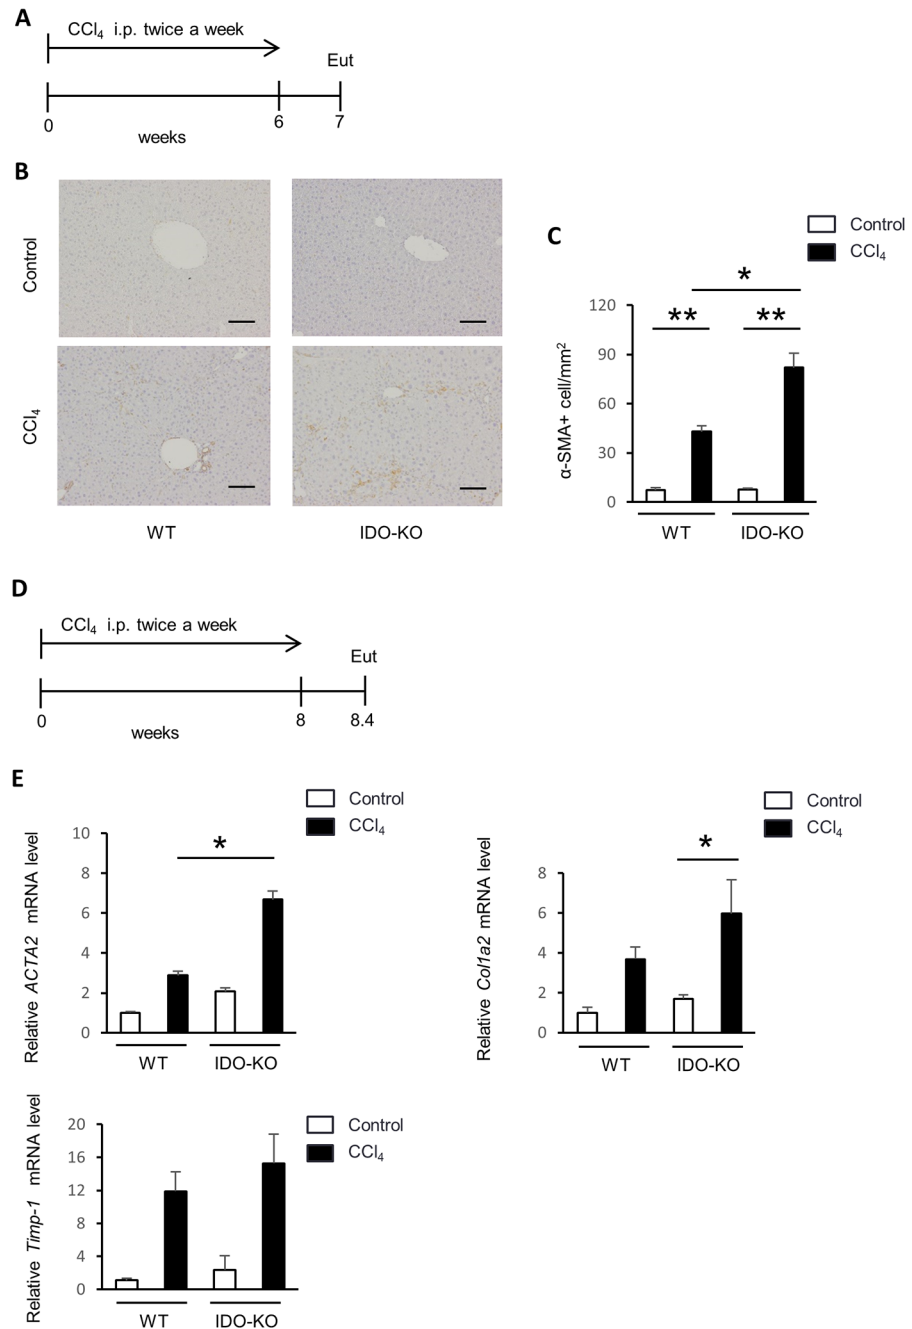 A
CCl4 i.p. twice a week
Eut
0
6
7
weeks
B
Control
CCl4
WT
IDO-KO
C
Control
CCl4
*
**
**
120
90
60
30
0
α-SMA+ cell/mm2
WT
IDO-KO
D
CCl4 i.p. twice a week
Eut
0
8
8.4
weeks
E
Control
CCl4
*
10
8
6
4
2
0
Relative ACTA2 mRNA level
WT
IDO-KO
Control
CCl4
*
8
6
4
2
0
Relative Col1a2 mRNA level
WT
IDO-KO
Control
CCl4
20
16
12
8
4
0
Relative Timp-1 mRNA level
WT
IDO-KO